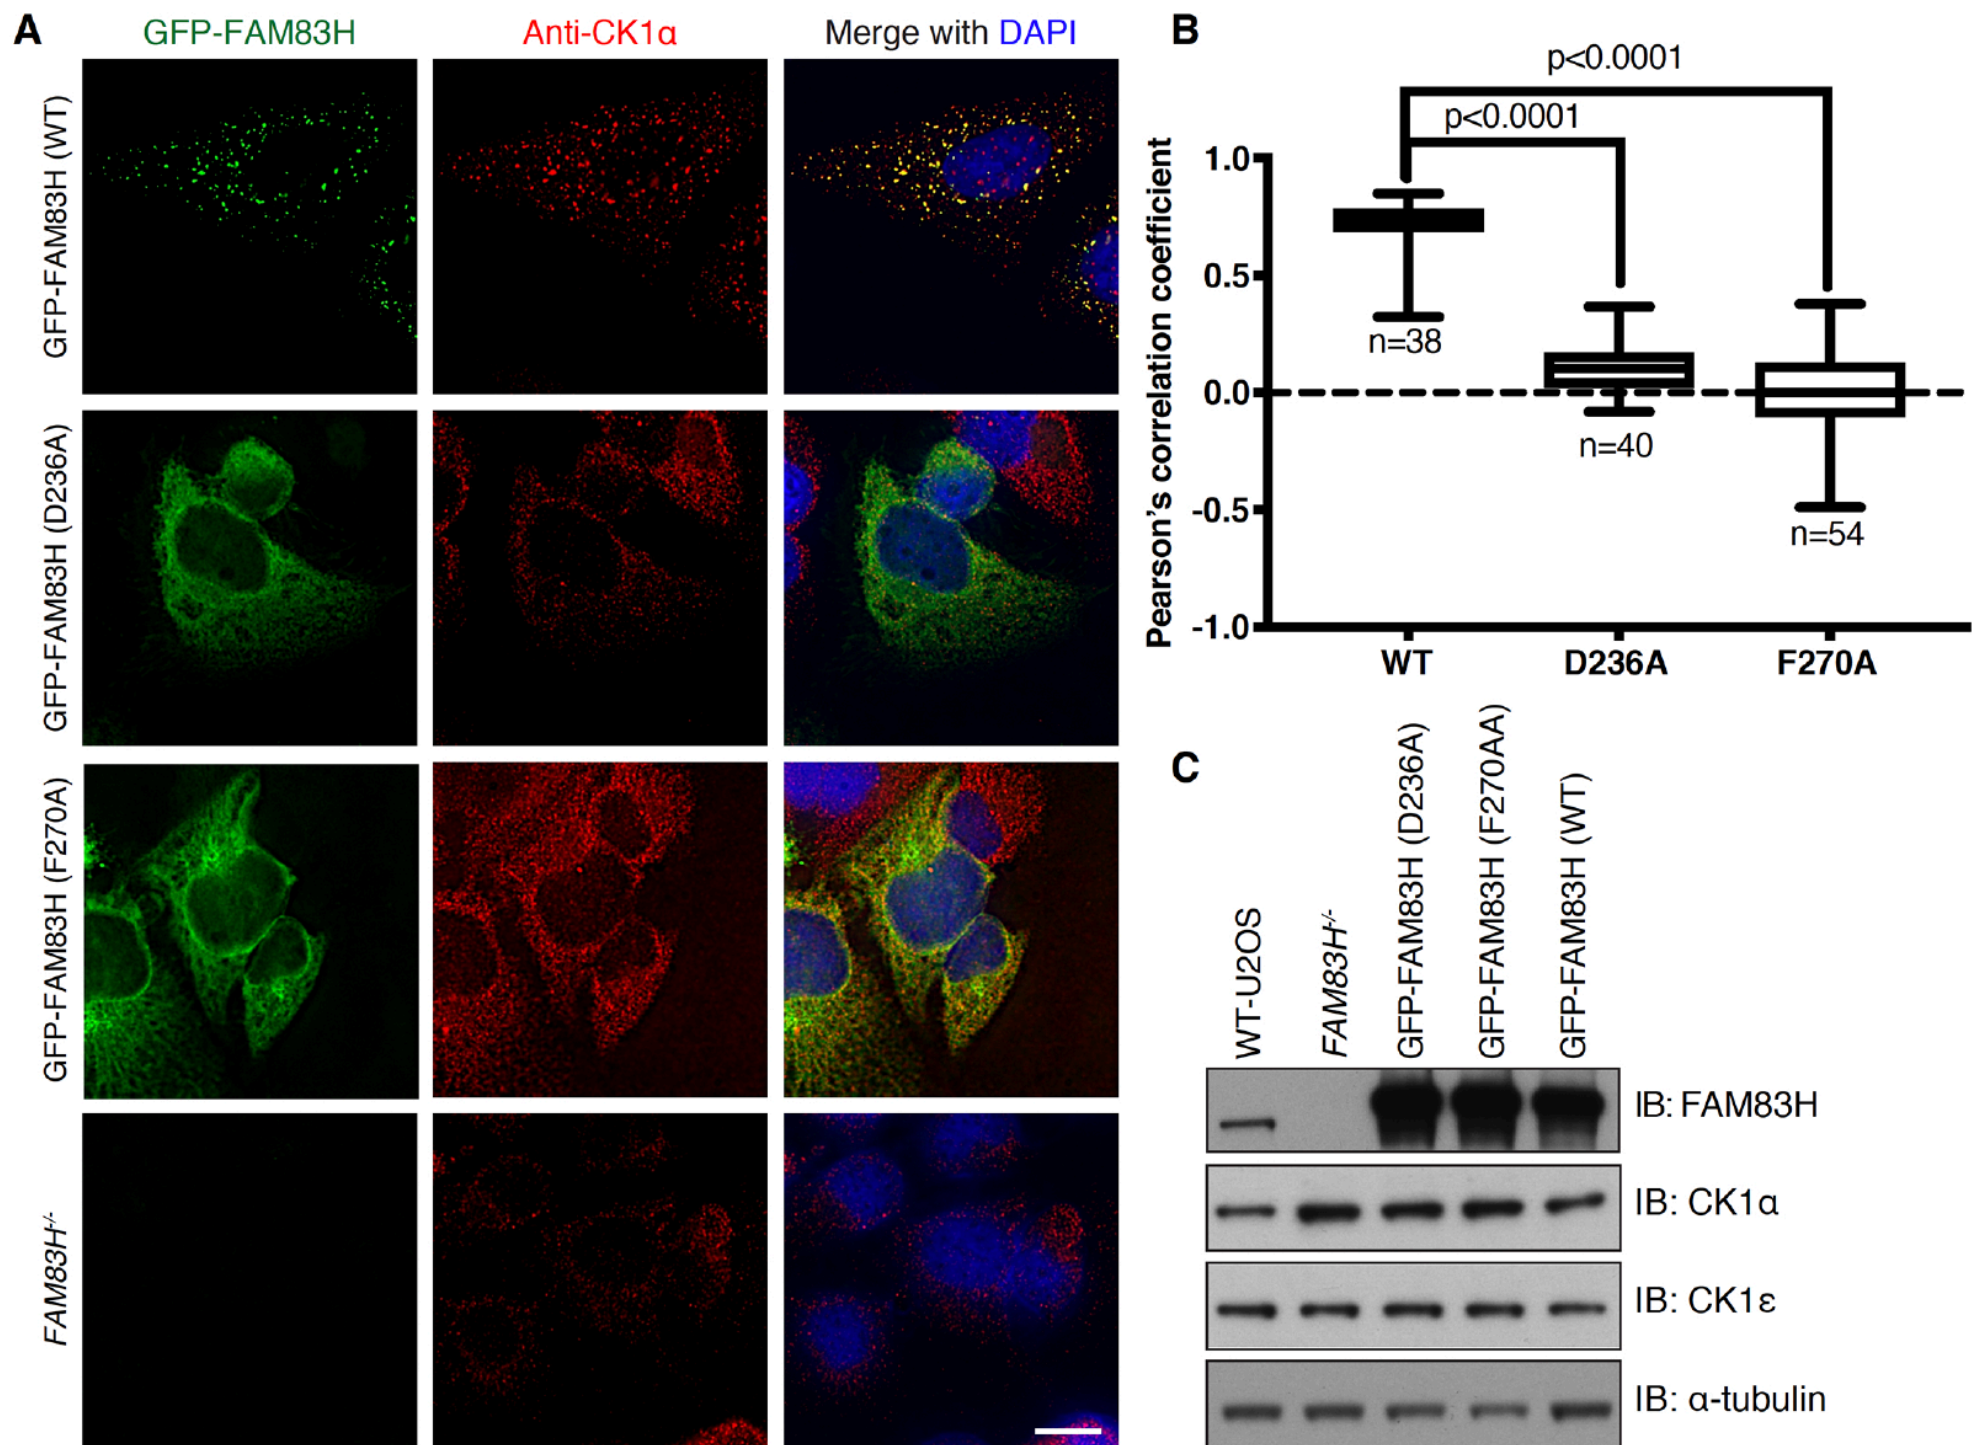 A
GFP-FAM83H
Anti-CK1α
Merge with DAPI
GFP-FAM83H (WT)
GFP-FAM83H (D236A)
GFP-FAM83H (F270A)
FAM83H-/-
B
p<0.0001
p<0.0001
Pearson's correlation coefficient
1.0
0.5
0.0
-0.5
-1.0
n=38
n=40
n=54
WT
D236A
F270A
C
WT-U2OS
FAM83H-/-
GFP-FAM83H (D236A)
GFP-FAM83H (F270AA)
GFP-FAM83H (WT)
IB: FAM83H
IB: CK1α
IB: CK1ε
IB: α-tubulin